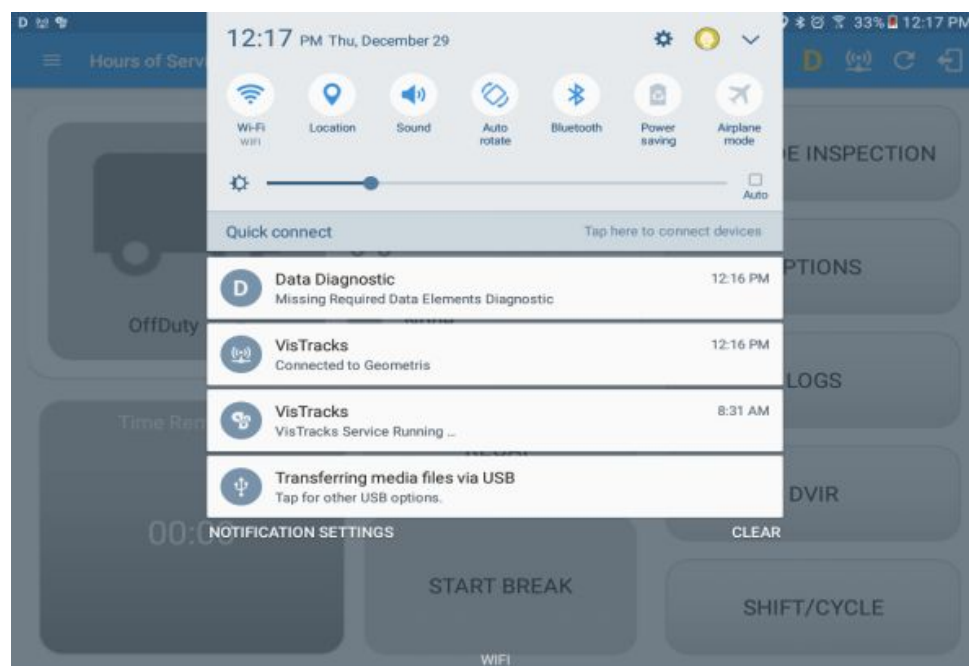 D 33% 12:17 PM
Hours of Serv
D
12:17 PM Thu, December 29
Wi-Fi Location Sound Auto rotate Bluetooth Power saving Airplane mode
WIFI
Auto
Quick connect Tap here to connect devices
D Data Diagnostic 12:16 PM
Missing Required Data Elements Diagnostic
VisTracks 12:16 PM
Connected to Geometris
VisTracks 8:31 AM
VisTracks Service Running ...
Transferring media files via USB
Tap for other USB options.
NOTIFICATION SETTINGS CLEAR
E INSPECTION
PTIONS
OffDuty
LOGS
Time Rem
DVIR
00:0
START BREAK
SHIFT/CYCLE
WIFI